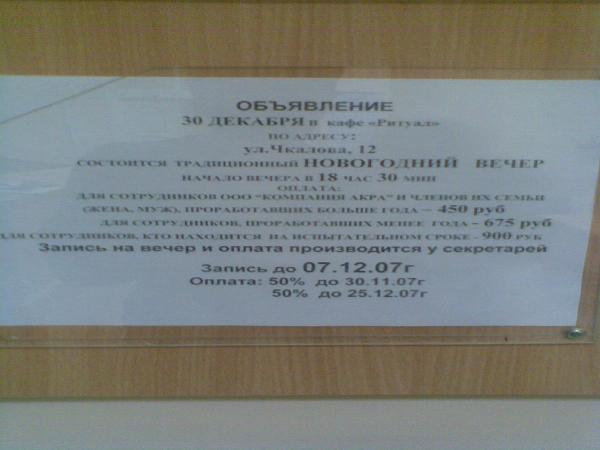 ОБЪЯВЛЕНИЕ
30 ДЕКАБРЯ в кафе «Ритуал»
ПО АДРЕСУ:
ул.Чкалова, 12
СОСТОИТСЯ ТРАДИЦИОННЫЙ НОВОГОДНИЙ ВЕЧЕР
НАЧАЛО ВЕЧЕРА В 18 ЧАС 30 МИН
ОПЛАТА:
ДЛЯ СОТРУДНИКОВ ООО "КОМПАНИЯ АКРА" И ЧЛЕНОВ ИХ СЕМЬИ
(ЖЕНА, МУЖ), ПРОРАБОТАВШИХ БОЛЬШЕ ГОДА – 450 руб
ДЛЯ СОТРУДНИКОВ, ПРОРАБОТАВШИХ МЕНЕЕ ГОДА - 675 руб
ДЛЯ СОТРУДНИКОВ, КТО НАХОДИТСЯ НА ИСПЫТАТЕЛЬНОМ СРОКЕ - 900 РУБ
Запись на вечер и оплата производится у секретарей
Запись до 07.12.07г
Оплата: 50% до 30.11.07г
50% до 25.12.07г